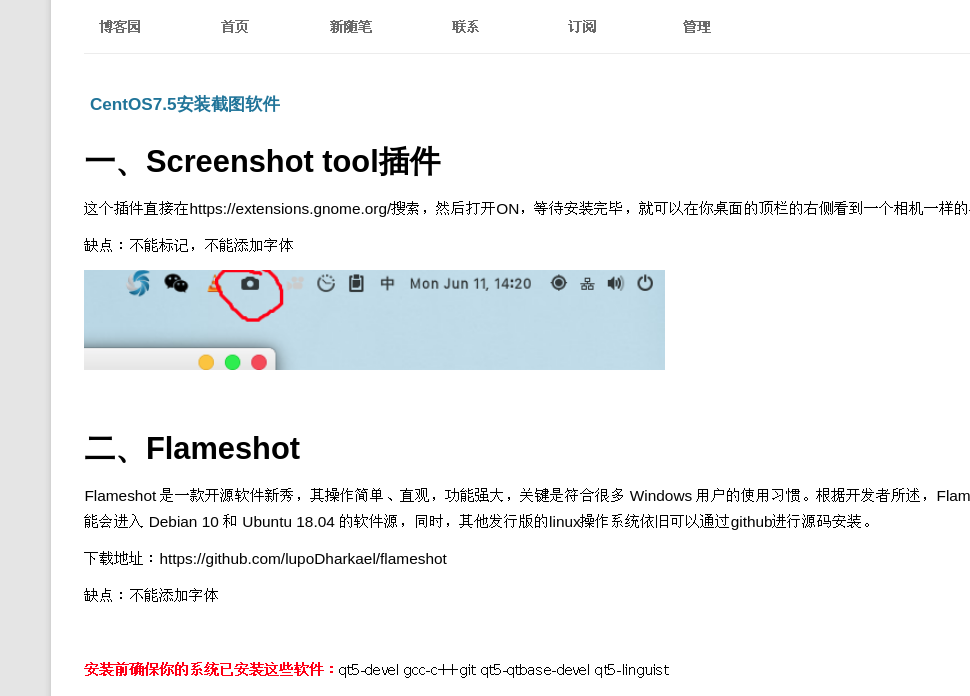 博客园 首页 新随笔 联系 订阅 管理
CentOS7.5安装截图软件
一、Screenshot tool插件
这个插件直接在https://extensions.gnome.org/搜索，然后打开ON，等待安装完毕，就可以在你桌面的顶栏的右侧看到一个相机一样的
缺点：不能标记，不能添加字体
中 Mon Jun 11, 14:20
二、Flameshot
Flameshot 是一款开源软件新秀，其操作简单、直观，功能强大，关键是符合很多 Windows 用户的使用习惯。根据开发者所述，Flam
能会进入 Debian 10 和 Ubuntu 18.04 的软件源，同时，其他发行版的linux操作系统依旧可以通过github进行源码安装。
下载地址：https://github.com/lupoDharkael/flameshot
缺点：不能添加字体
安装前确保你的系统已安装这些软件：qt5-devel gcc-c++ git qt5-qtbase-devel qt5-linguist